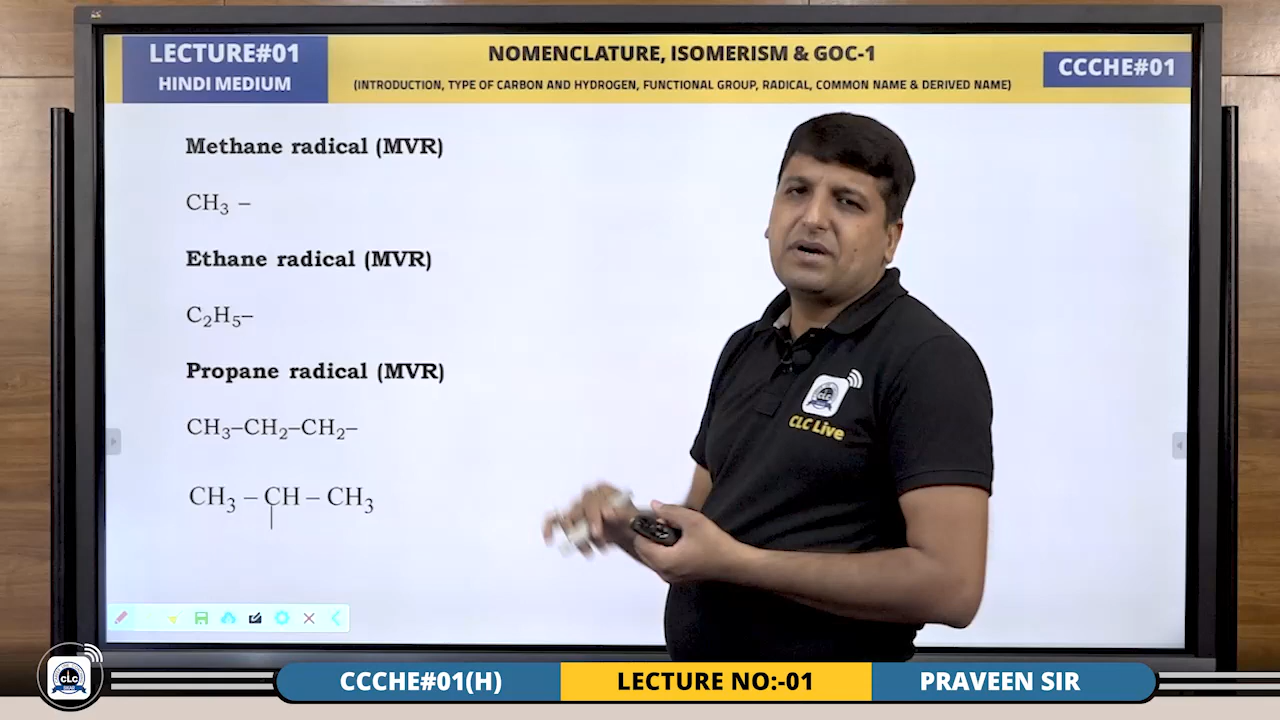 LECTURE#01
HINDI MEDIUM
NOMENCLATURE, ISOMERISM & GOC-1
(INTRODUCTION, TYPE OF CARBON AND HYDROGEN, FUNCTIONAL GROUP, RADICAL, COMMON NAME & DERIVED NAME)
CCCHE#01
Methane radical (MVR)
CH₃ –
Ethane radical (MVR)
C₂H₅–
Propane radical (MVR)
CH₃–CH₂–CH₂–
CH₃ – CH – CH₃
|
CLC
CLC Live
CLC
CCCHE#01(H)
LECTURE NO:-01
PRAVEEN SIR